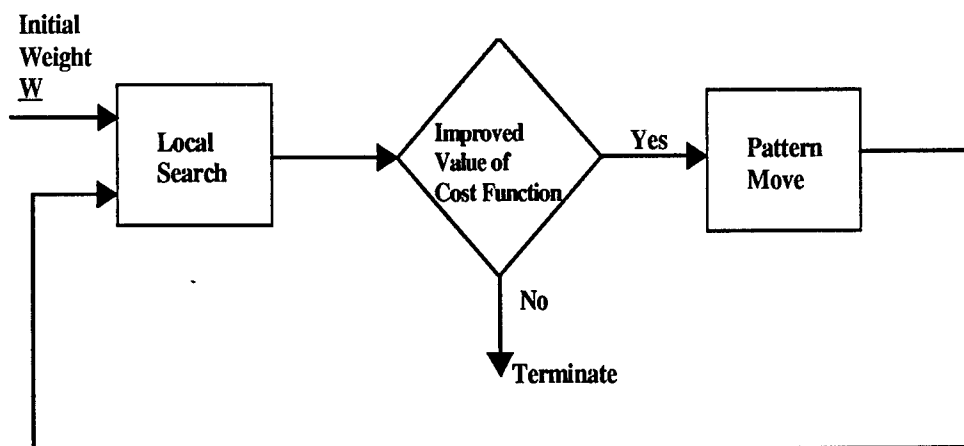 Initial
Weight
W
Local
Search
Improved
Value of
Cost Function
Yes
Pattern
Move
No
Terminate